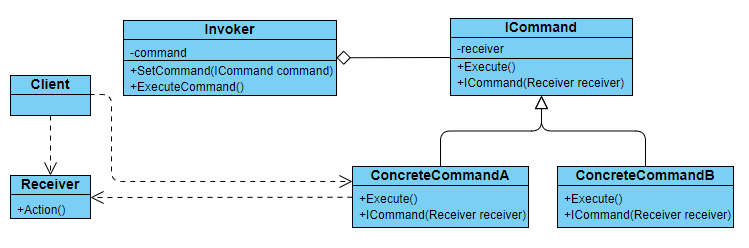 Invoker
-command
+SetCommand(ICommand command)
+ExecuteCommand()
ICommand
-receiver
+Execute()
+ICommand(Receiver receiver)
Client
Receiver
+Action()
ConcreteCommandA
+Execute()
+ICommand(Receiver receiver)
ConcreteCommandB
+Execute()
+ICommand(Receiver receiver)